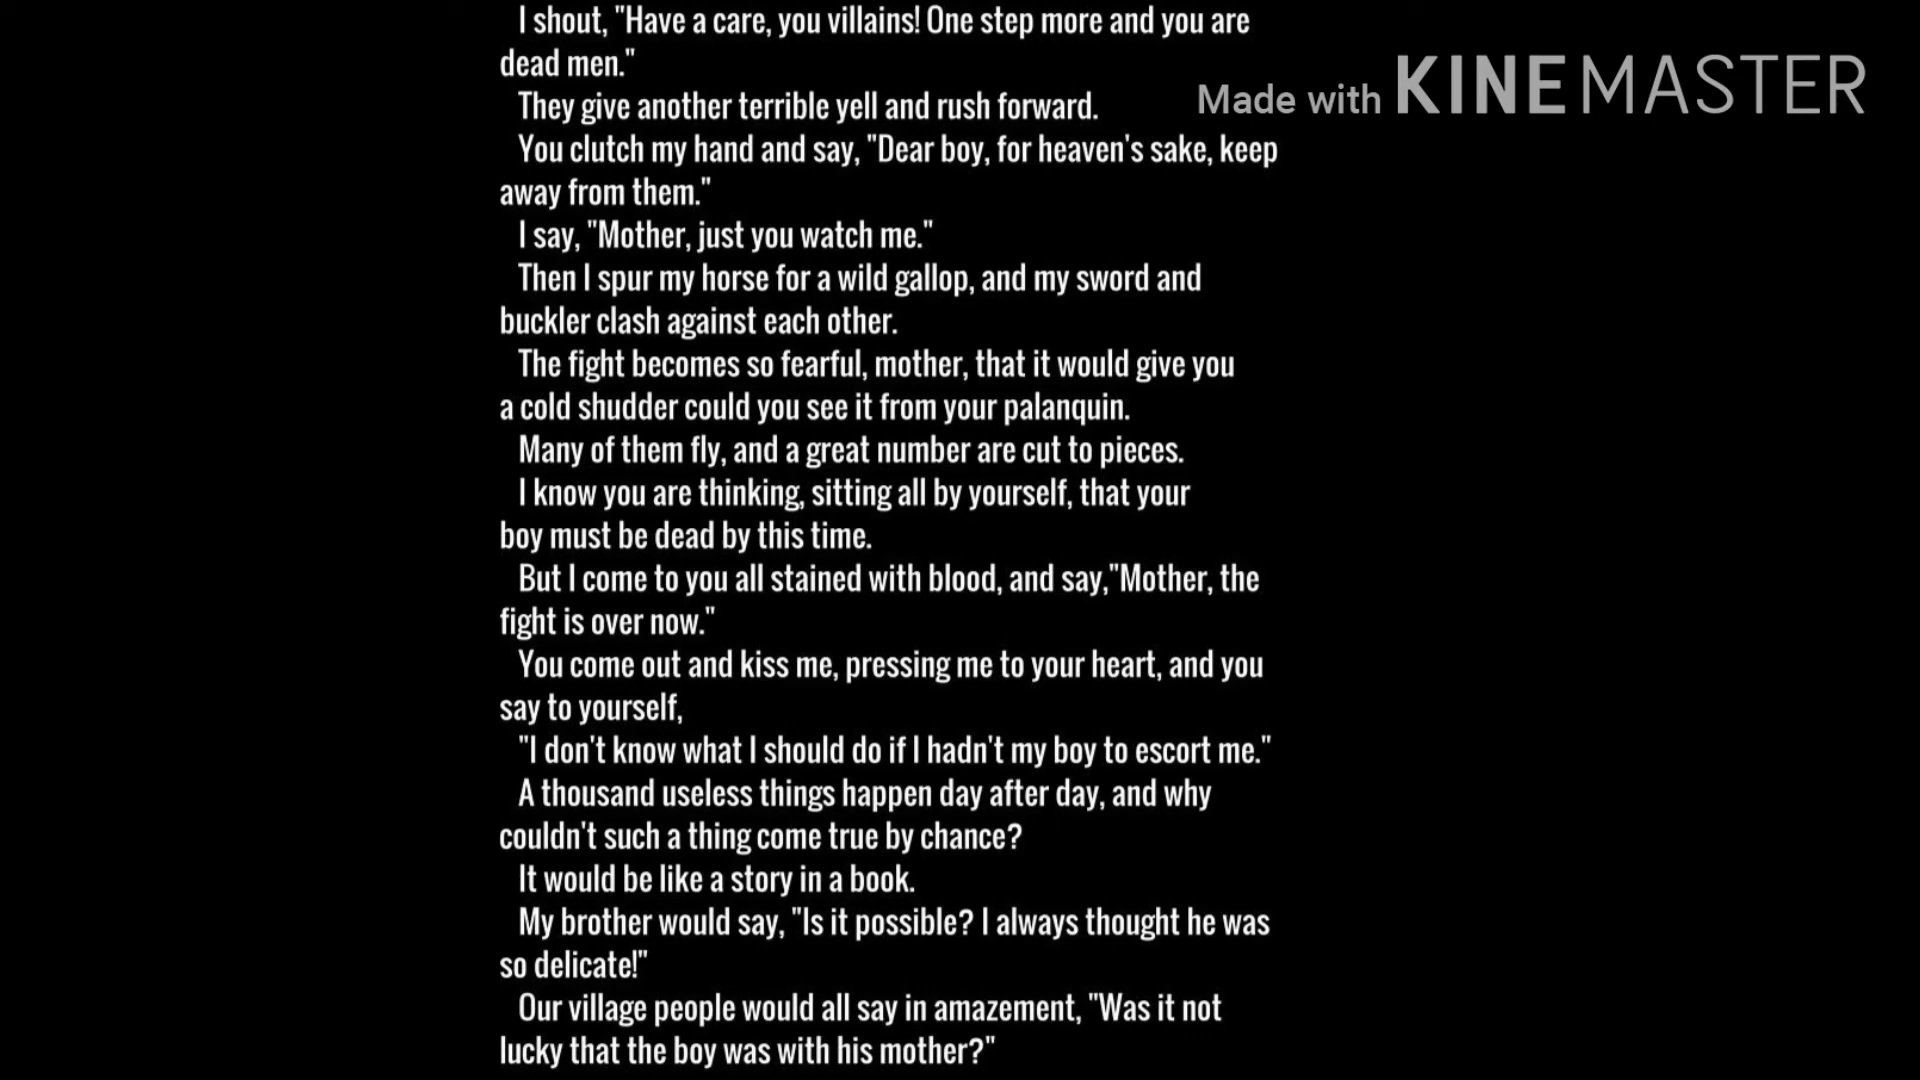 I shout, "Have a care, you villains! One step more and you are
dead men."
Made with KINEMASTER
They give another terrible yell and rush forward.
You clutch my hand and say, "Dear boy, for heaven's sake, keep
away from them."
I say, "Mother, just you watch me."
Then I spur my horse for a wild gallop, and my sword and
buckler clash against each other.
The fight becomes so fearful, mother, that it would give you
a cold shudder could you see it from your palanquin.
Many of them fly, and a great number are cut to pieces.
I know you are thinking, sitting all by yourself, that your
boy must be dead by this time.
But I come to you all stained with blood, and say,"Mother, the
fight is over now."
You come out and kiss me, pressing me to your heart, and you
say to yourself,
"I don't know what I should do if I hadn't my boy to escort me."
A thousand useless things happen day after day, and why
couldn't such a thing come true by chance?
It would be like a story in a book.
My brother would say, "Is it possible? I always thought he was
so delicate!"
Our village people would all say in amazement, "Was it not
lucky that the boy was with his mother?"